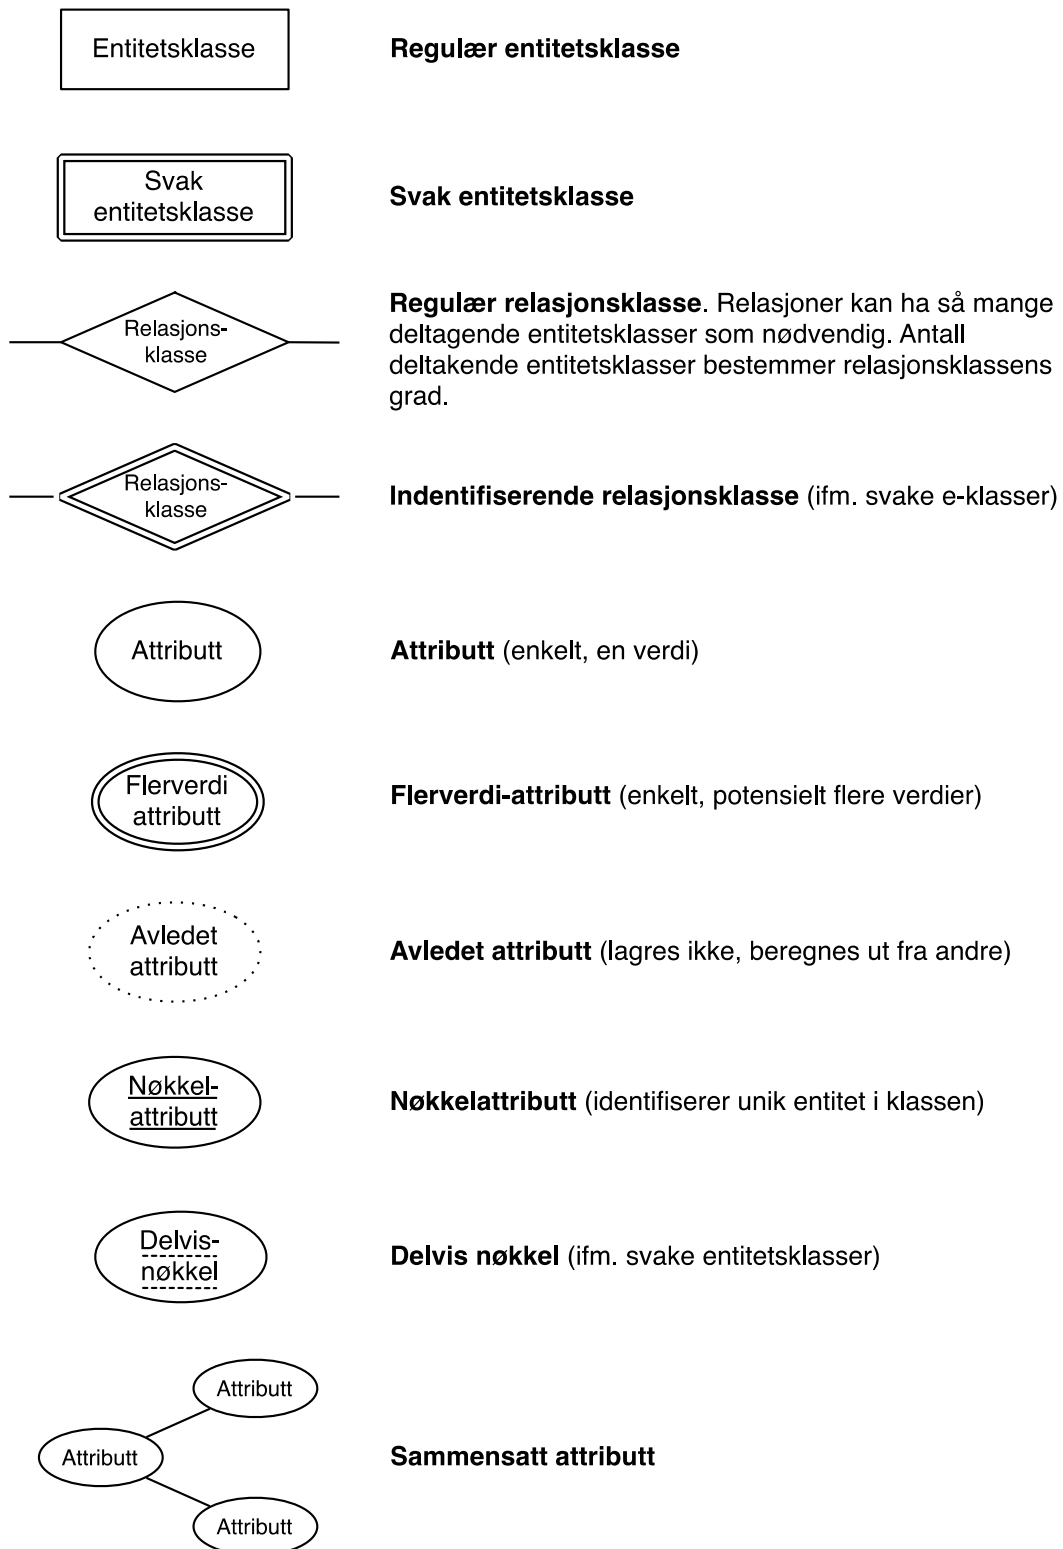 Entitetsklasse
Regulær entitetsklasse
Svak
entitetsklasse
Svak entitetsklasse
Relasjons-
klasse
Regulær relasjonsklasse. Relasjoner kan ha så mange
deltagende entitetsklasser som nødvendig. Antall
deltakende entitetsklasser bestemmer relasjonsklassens
grad.
Relasjons-
klasse
Indentifiserende relasjonsklasse (ifm. svake e-klasser)
Attributt
Attributt (enkelt, en verdi)
Flerverdi
attributt
Flerverdi-attributt (enkelt, potensielt flere verdier)
Avledet
attributt
Avledet attributt (lagres ikke, beregnes ut fra andre)
Nøkkel-
attributt
Nøkkelattributt (identifiserer unik entitet i klassen)
Delvis-
nøkkel
Delvis nøkkel (ifm. svake entitetsklasser)
Attributt
Attributt
Sammensatt attributt
Attributt